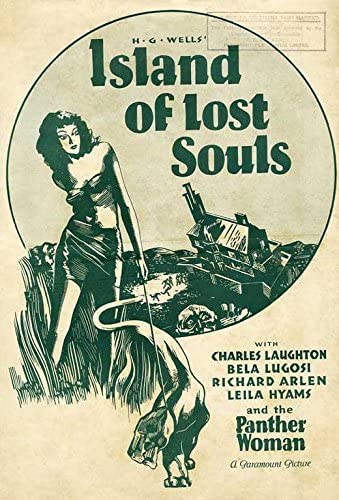 H·G·WELLS'
Island
of Lost
Souls
WITH
CHARLES LAUGHTON
BELA LUGOSI
RICHARD ARLEN
LEILA HYAMS
and the
Panther
Woman
A Paramount Picture